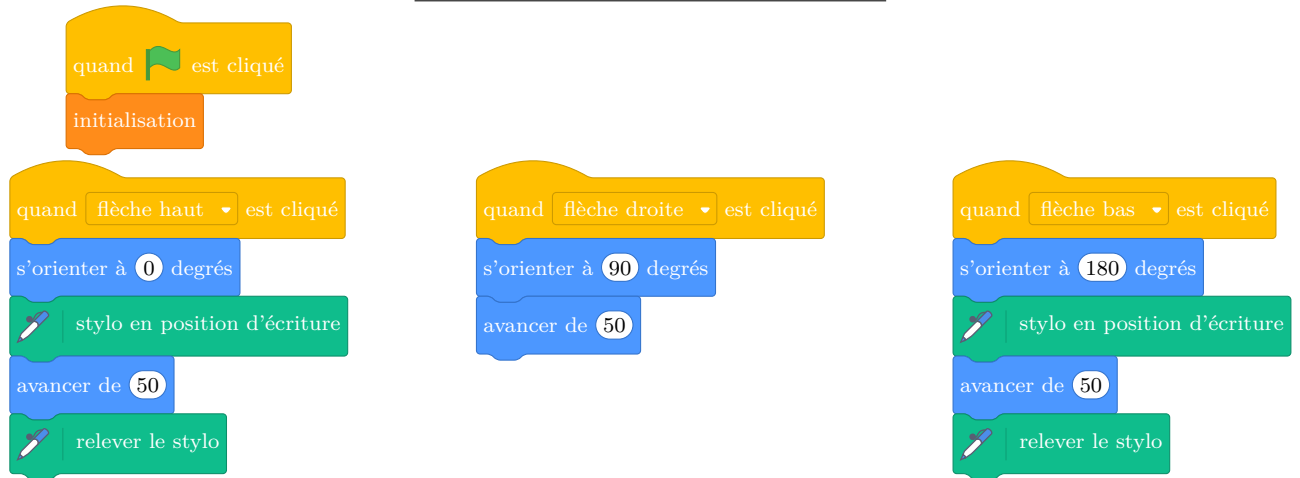 quand est cliqué
initialisation
quand flèche haut est cliqué
s'orienter à 0 degrés
stylo en position d'écriture
avancer de 50
relever le stylo
quand flèche droite est cliqué
s'orienter à 90 degrés
avancer de 50
quand flèche bas est cliqué
s'orienter à 180 degrés
stylo en position d'écriture
avancer de 50
relever le stylo